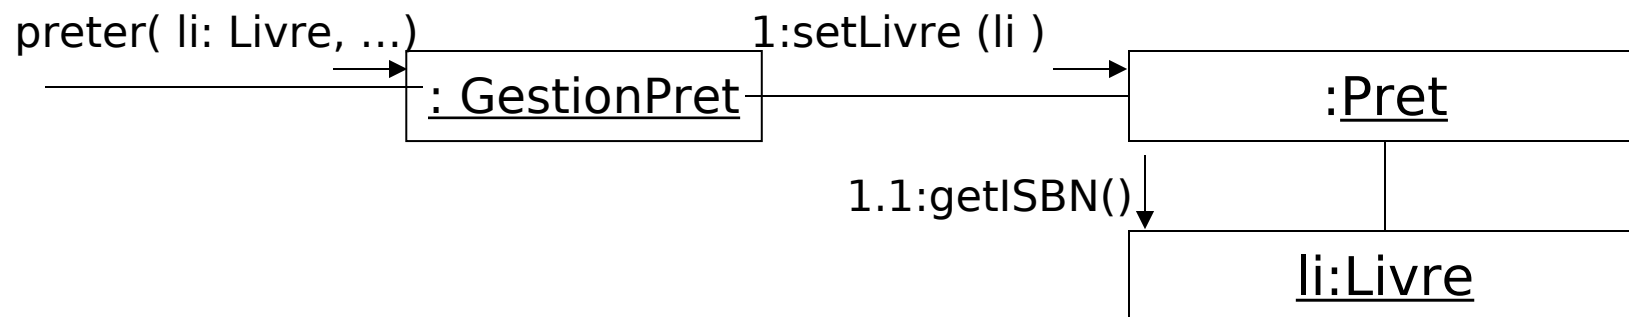 preter( li: Livre, ...)
1:setLivre (li )
: GestionPret
:Pret
1.1:getISBN()
li:Livre